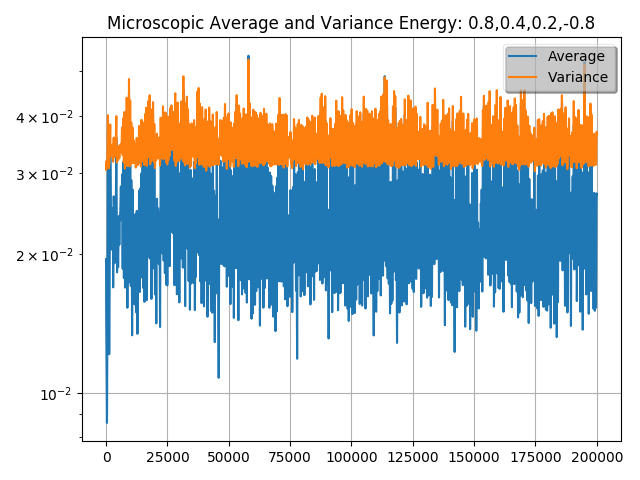 Microscopic Average and Variance Energy: 0.8,0.4,0.2,-0.8
Average
Variance
4 × 10⁻²
3 × 10⁻²
2 × 10⁻²
10⁻²
0 25000 50000 75000 100000 125000 150000 175000 200000